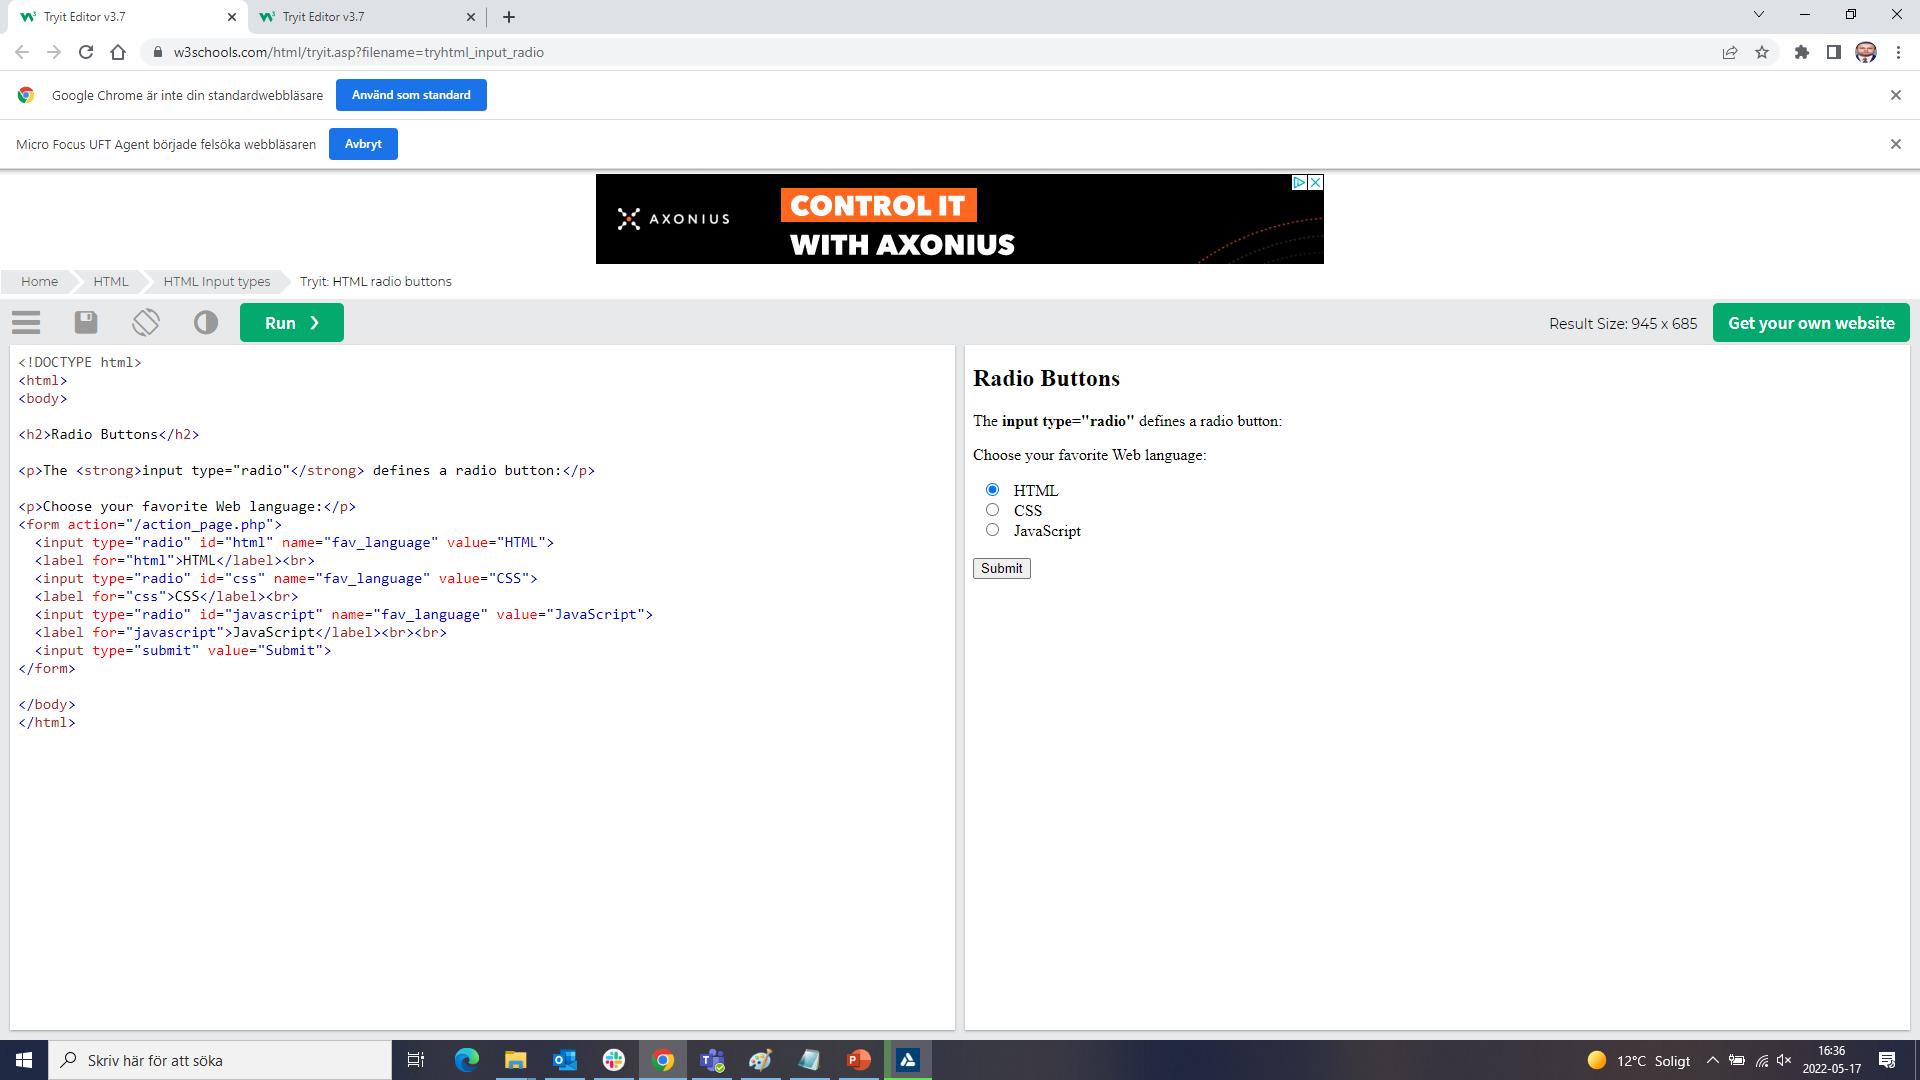 Tryit Editor v3.7
Tryit Editor v3.7
w3schools.com/html/tryit.asp?filename=tryhtml_input_radio
Google Chrome är inte din standardwebbläsare
Använd som standard
Micro Focus UFT Agent började felsöka webbläsaren
Avbryt
AXONIUS
CONTROL IT
WITH AXONIUS
Home
HTML
HTML Input types
Tryit: HTML radio buttons
Run ❯
Result Size: 945 x 685
Get your own website
<!DOCTYPE html>
<html>
<body>
<h2>Radio Buttons</h2>
<p>The <strong>input type="radio"</strong> defines a radio button:</p>
<p>Choose your favorite Web language:</p>
<form action="/action_page.php">
<input type="radio" id="html" name="fav_language" value="HTML">
<label for="html">HTML</label><br>
<input type="radio" id="css" name="fav_language" value="CSS">
<label for="css">CSS</label><br>
<input type="radio" id="javascript" name="fav_language" value="JavaScript">
<label for="javascript">JavaScript</label><br><br>
<input type="submit" value="Submit">
</form>
</body>
</html>
Radio Buttons
The input type="radio" defines a radio button:
Choose your favorite Web language:
HTML
CSS
JavaScript
Submit
Skriv här för att söka
12°C Soligt
16:36
2022-05-17